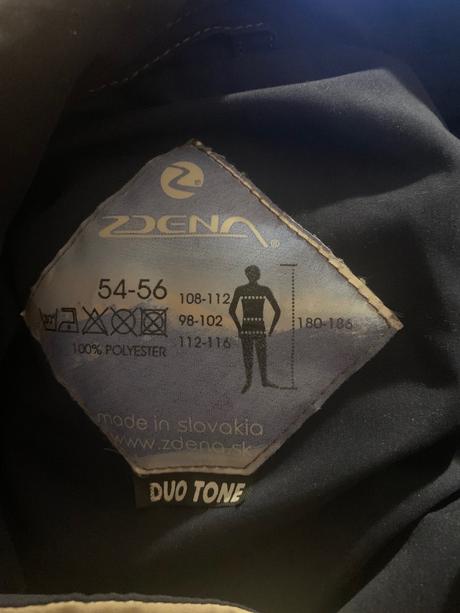 Z
ZDENA®
54-56
108-112
98-102
112-116
180-186
100% POLYESTER
made in slovakia
www.zdena.sk
DUO TONE